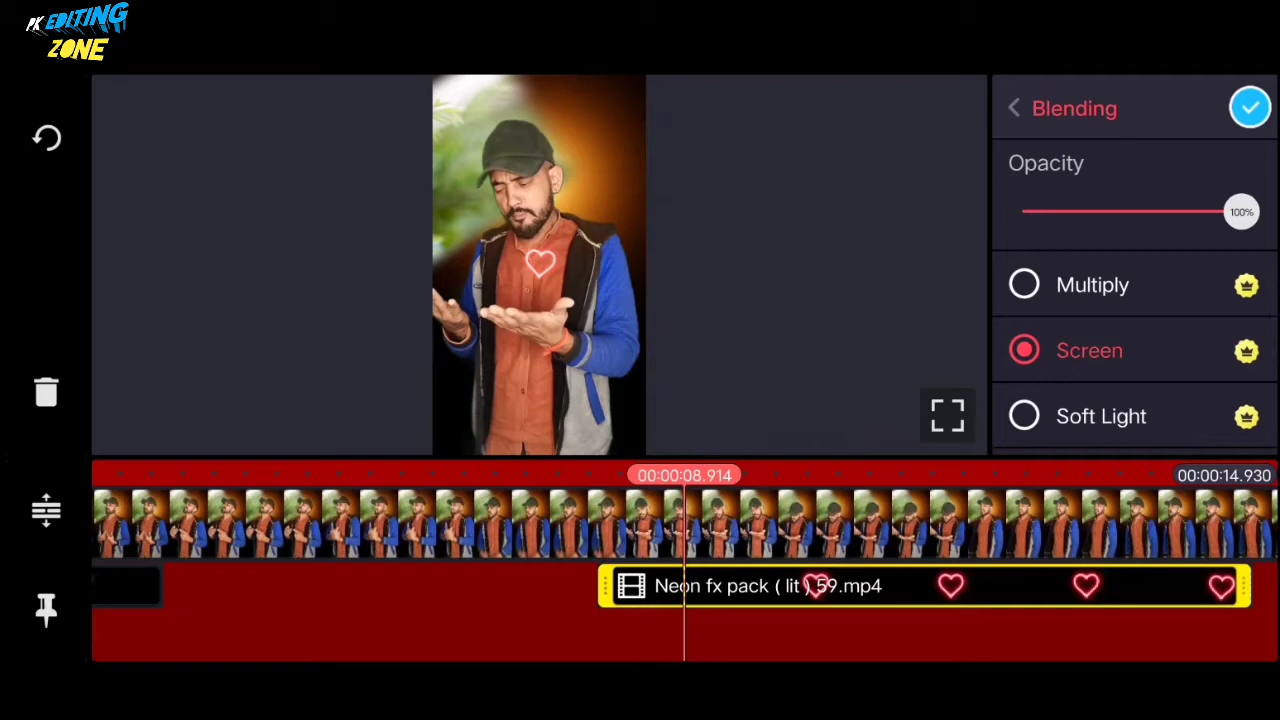 PK EDITING
ZONE
Blending
Opacity
100%
Multiply
Screen
Soft Light
00:00:08.914
00:00:14.930
Neon fx pack ( lit ) 59.mp4